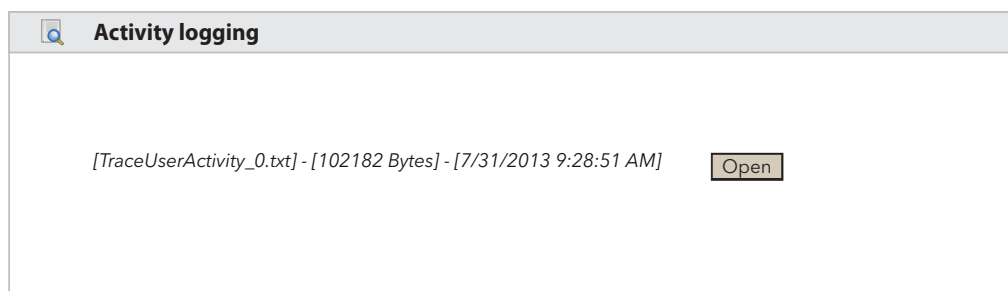 Activity logging
[TraceUserActivity_0.txt] - [102182 Bytes] - [7/31/2013 9:28:51 AM]
Open